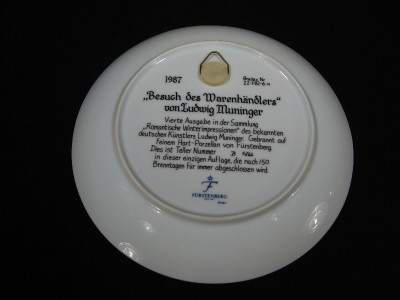 1987
Bradex Nr.
„Besuch des Warenhändlers“
von Ludwig Muninger
Vierte Ausgabe in der Sammlung
„Romantische Winterimpressionen“ des bekannten
deutschen Künstlers Ludwig Muninger. Gebrannt auf
feinem Hart-Porzellan von Fürstenberg.
Dies ist Teller Nummer
in dieser einzigen Auflage, die nach 150
Brenntagen für immer abgeschlossen wird.
F
FÜRSTENBERG